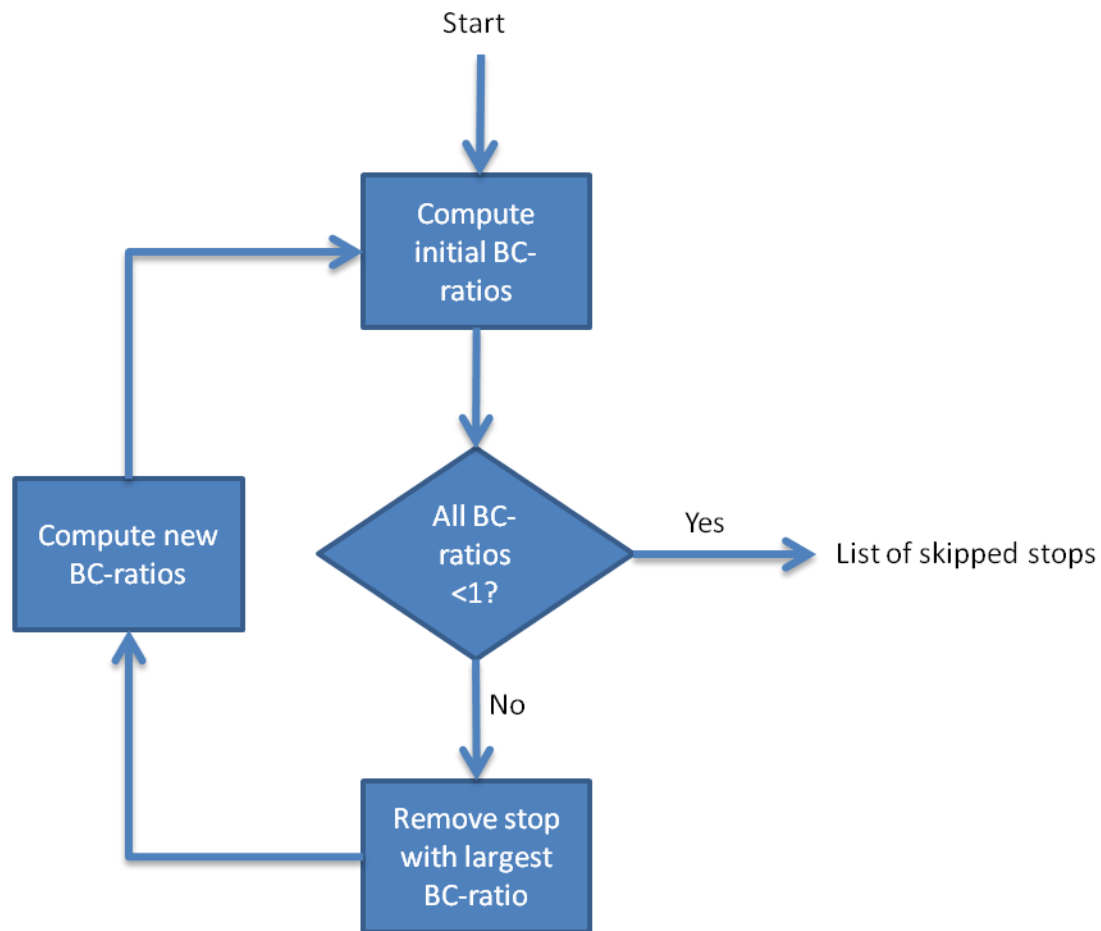 Start
Compute
initial BC-
ratios
All BC-
ratios
<1?
Yes
List of skipped stops
Compute new
BC-ratios
No
Remove stop
with largest
BC-ratio